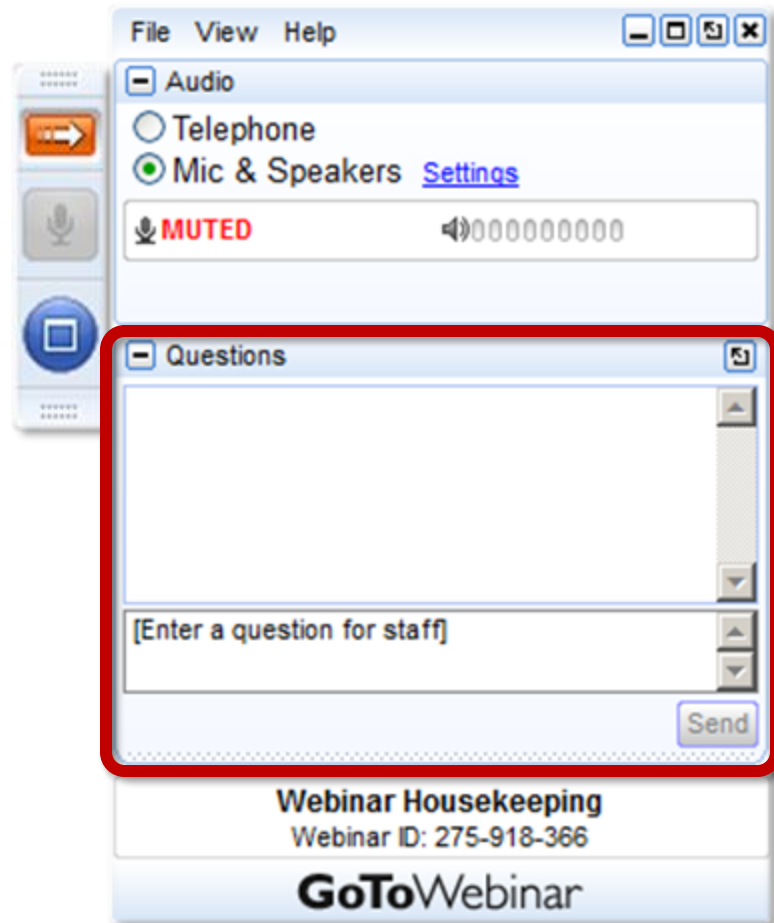 File View Help
Audio
Telephone
Mic & Speakers Settings
MUTED
Questions
[Enter a question for staff]
Send
Webinar Housekeeping
Webinar ID: 275-918-366
GoToWebinar